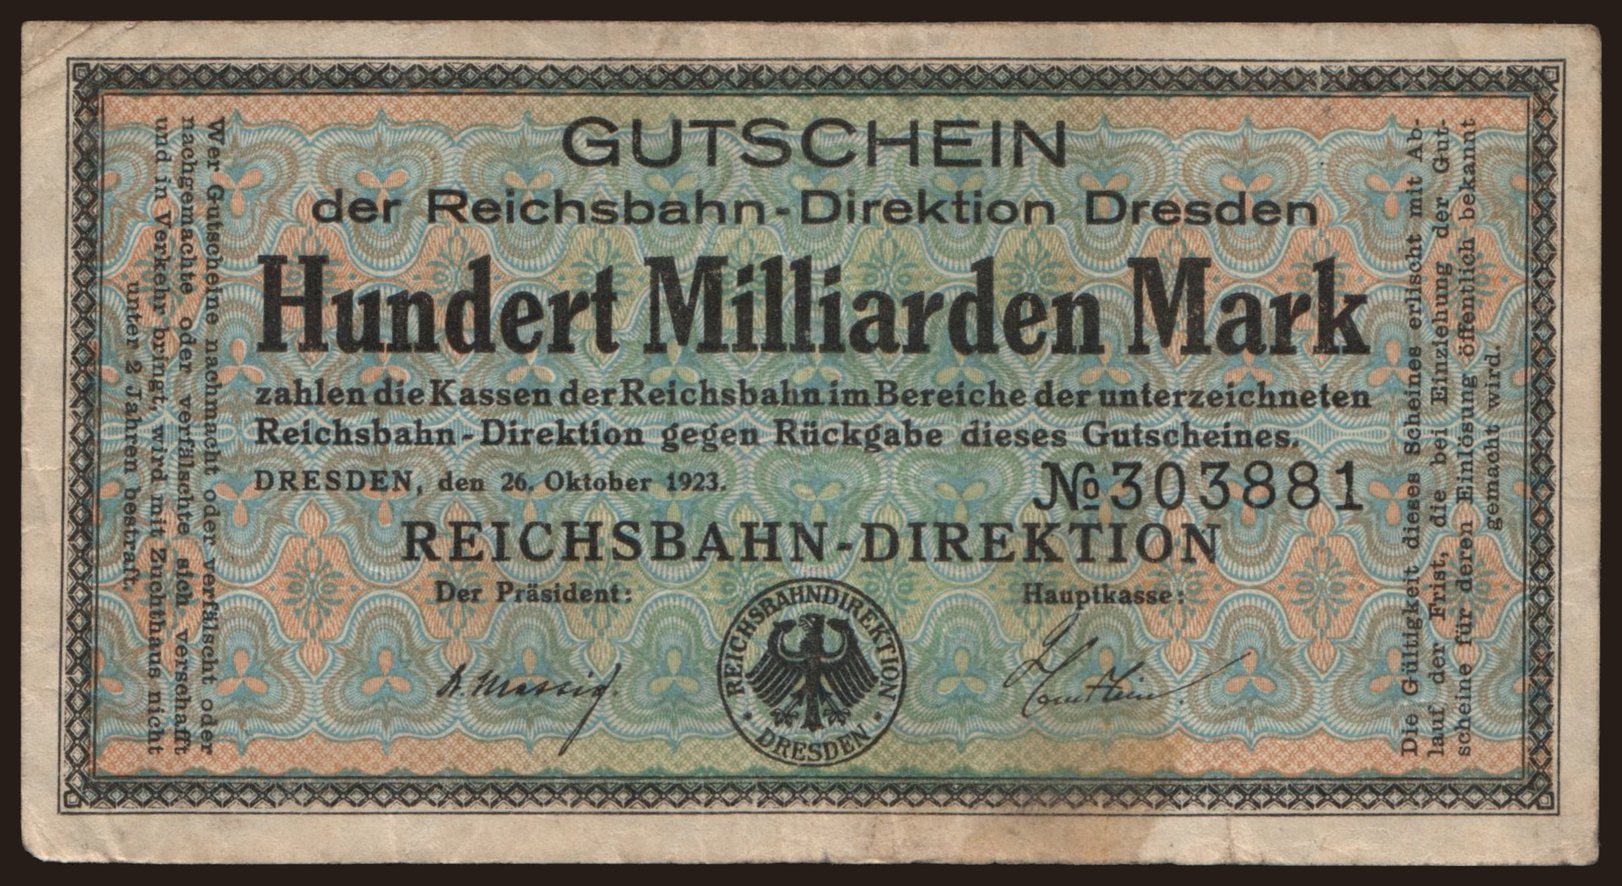 GUTSCHEIN
der Reichsbahn-Direktion Dresden
Hundert Milliarden Mark
zahlen die Kassen der Reichsbahn im Bereiche der unterzeichneten
Reichsbahn-Direktion gegen Rückgabe dieses Gutscheines.
DRESDEN, den 26. Oktober 1923.
№ 303881
REICHSBAHN-DIREKTION
Der Präsident:
Hauptkasse:
REICHSBAHNDIREKTION
· DRESDEN ·
Wer Gutscheine nachmacht oder verfälscht oder
nachgemachte oder verfälschte sich verschafft
und in Verkehr bringt, wird mit Zuchthaus nicht
unter 2 Jahren bestraft.
Die Gültigkeit dieses Scheines erlischt mit Ab-
lauf der Frist, die bei Einziehung der Gut-
scheine für deren Einlösung öffentlich bekannt
gemacht wird.